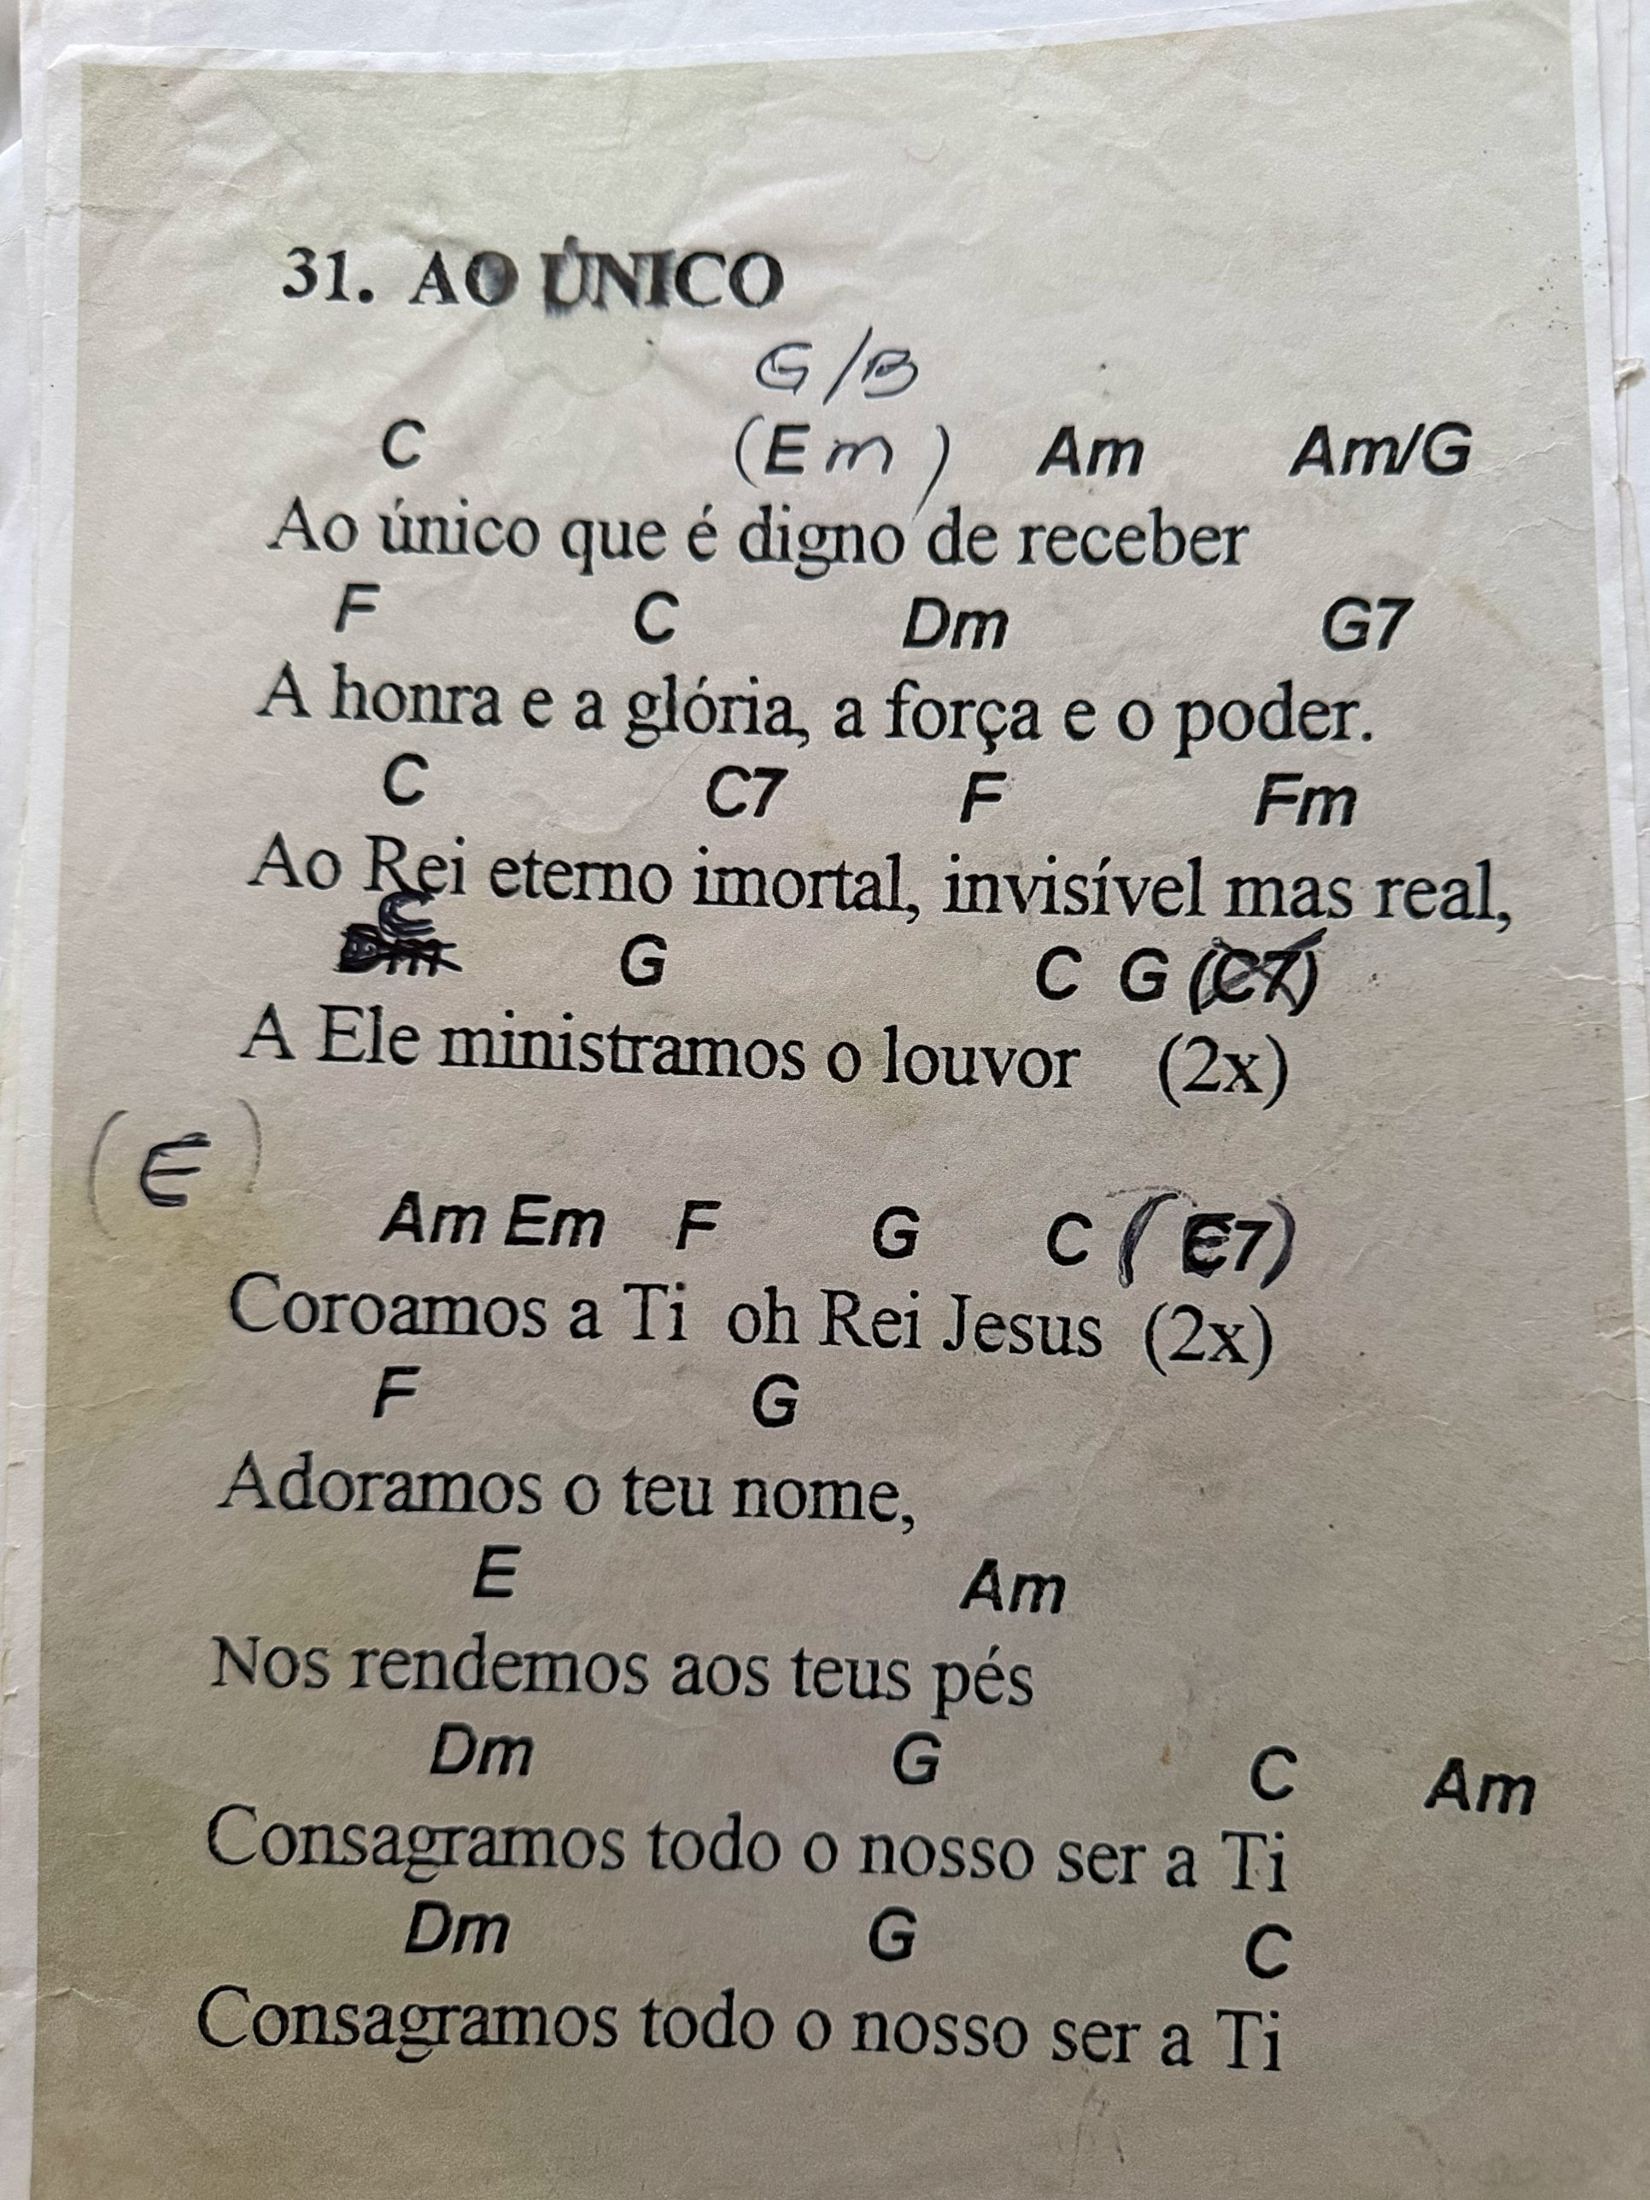 31. AO ÚNICO
G/B
C (Em) Am Am/G
Ao único que é digno de receber
F C Dm G7
A honra e a glória, a força e o poder.
C C7 F Fm
Ao Rei eterno imortal, invisível mas real,
C
Dm G C G (C7)
A Ele ministramos o louvor (2x)
(E)
Am Em F G C (E7)
Coroamos a Ti oh Rei Jesus (2x)
F G
Adoramos o teu nome,
E Am
Nos rendemos aos teus pés
Dm G C Am
Consagramos todo o nosso ser a Ti
Dm G C
Consagramos todo o nosso ser a Ti